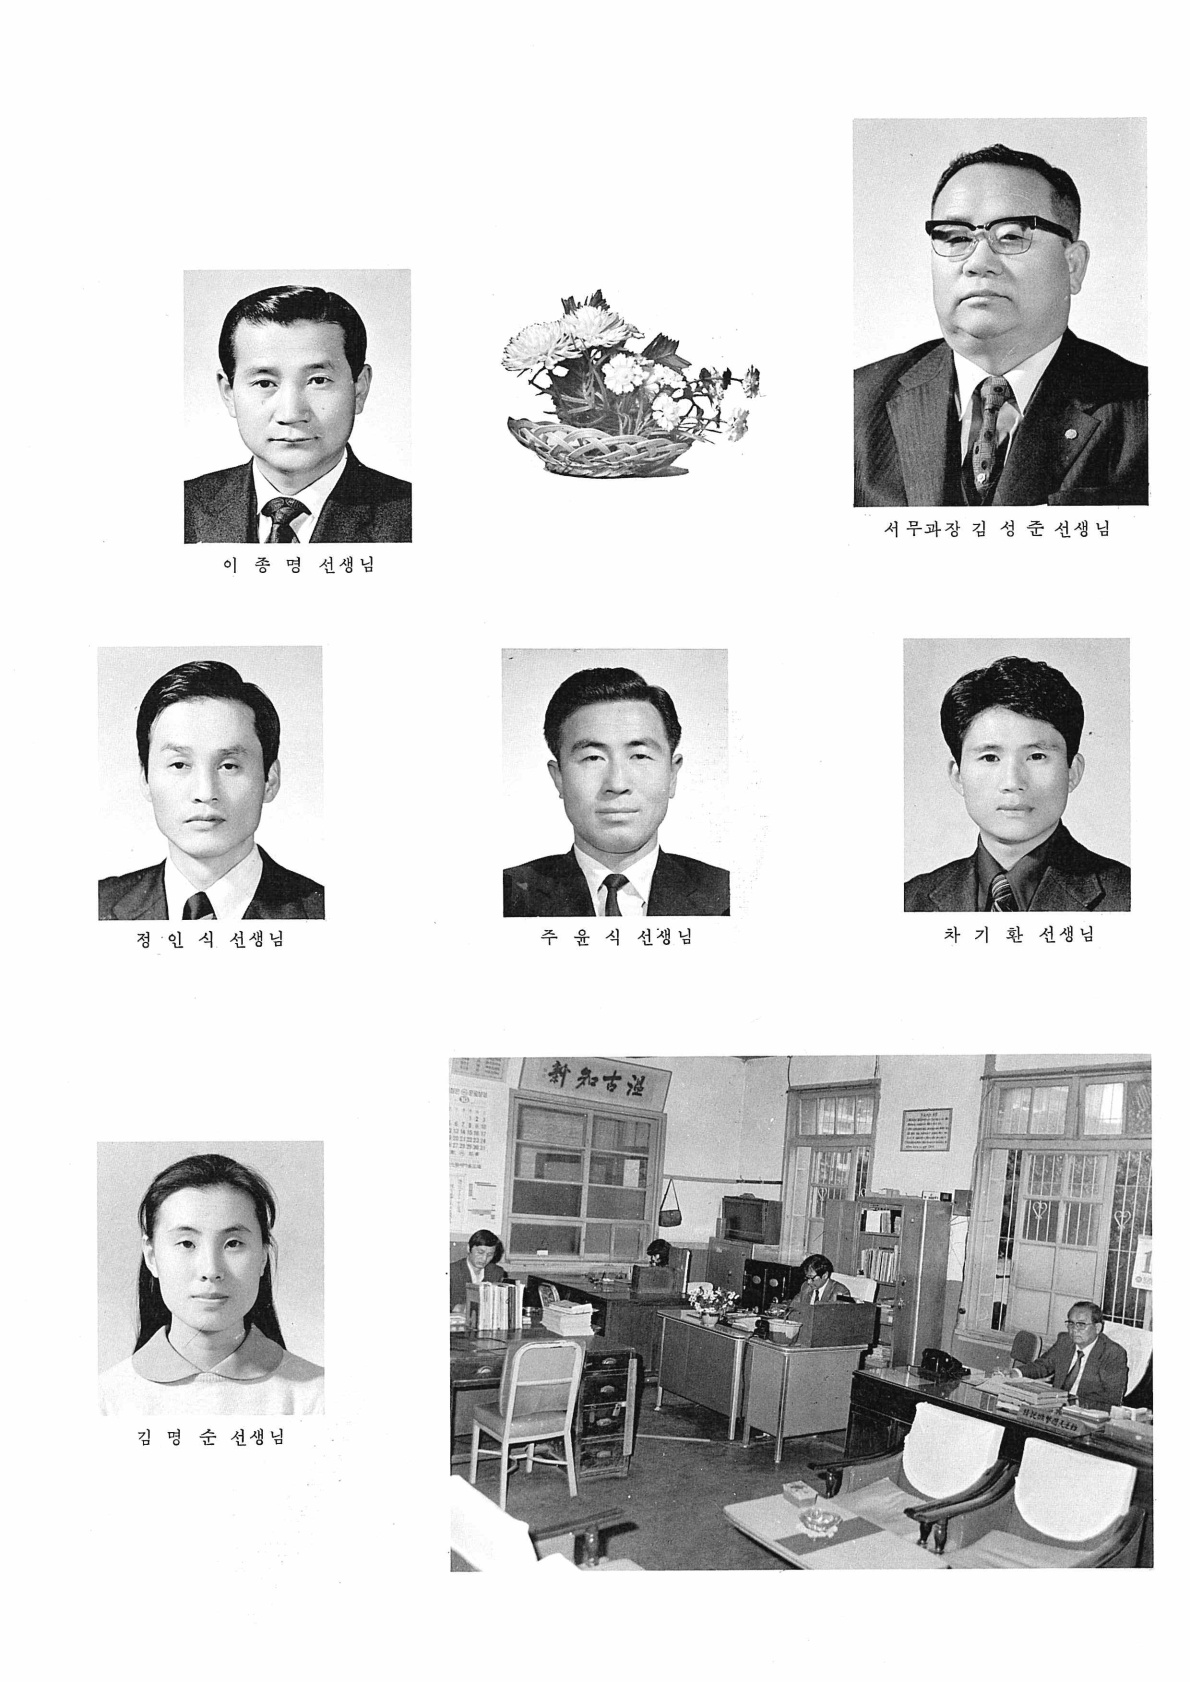 서무과장 김 성 준 선생님
이 종 명 선생님
정 인 식 선생님
주 윤 식 선생님
차 기 환 선생님
김 명 순 선생님
新知古温